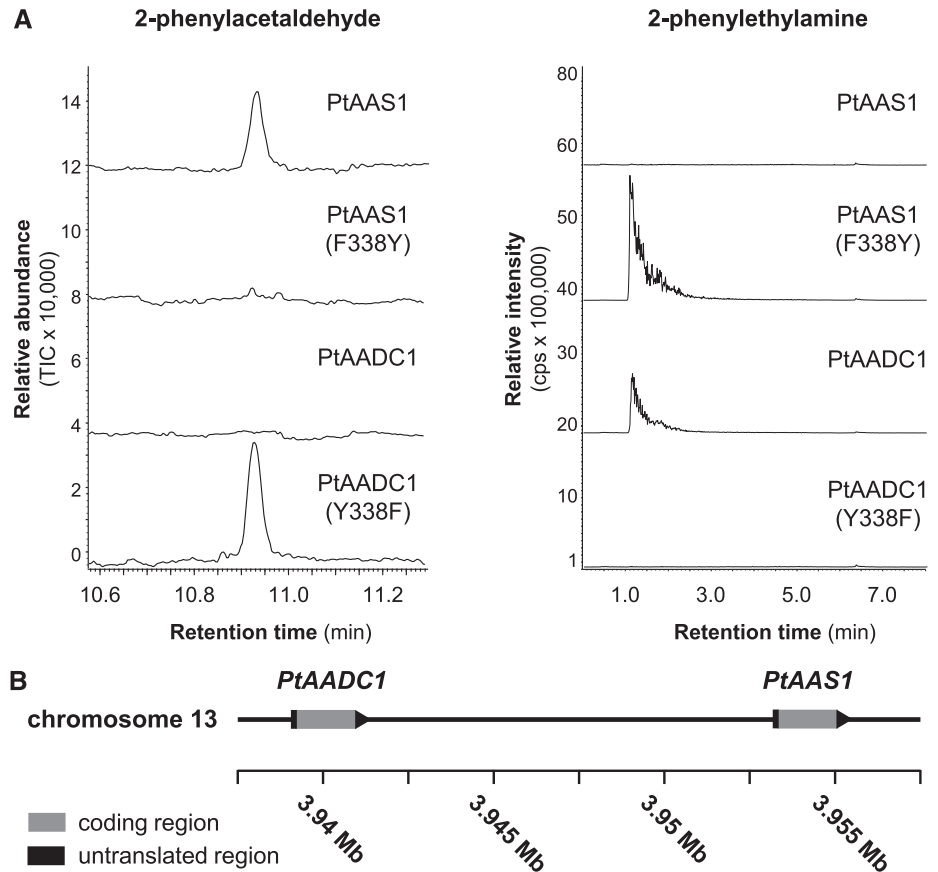 A
2-phenylacetaldehyde
2-phenylethylamine
Relative abundance
(TIC x 10,000)
14
12
10
8
6
4
2
0
PtAAS1
PtAAS1
(F338Y)
PtAADC1
PtAADC1
(Y338F)
10.6 10.8 11.0 11.2
Retention time (min)
Relative intensity
(cps x 100,000)
80
60
50
40
30
20
10
1
PtAAS1
PtAAS1
(F338Y)
PtAADC1
PtAADC1
(Y338F)
1.0 3.0 5.0 7.0
Retention time (min)
B
PtAADC1 PtAAS1
chromosome 13
3.94 Mb 3.945 Mb 3.95 Mb 3.955 Mb
coding region
untranslated region